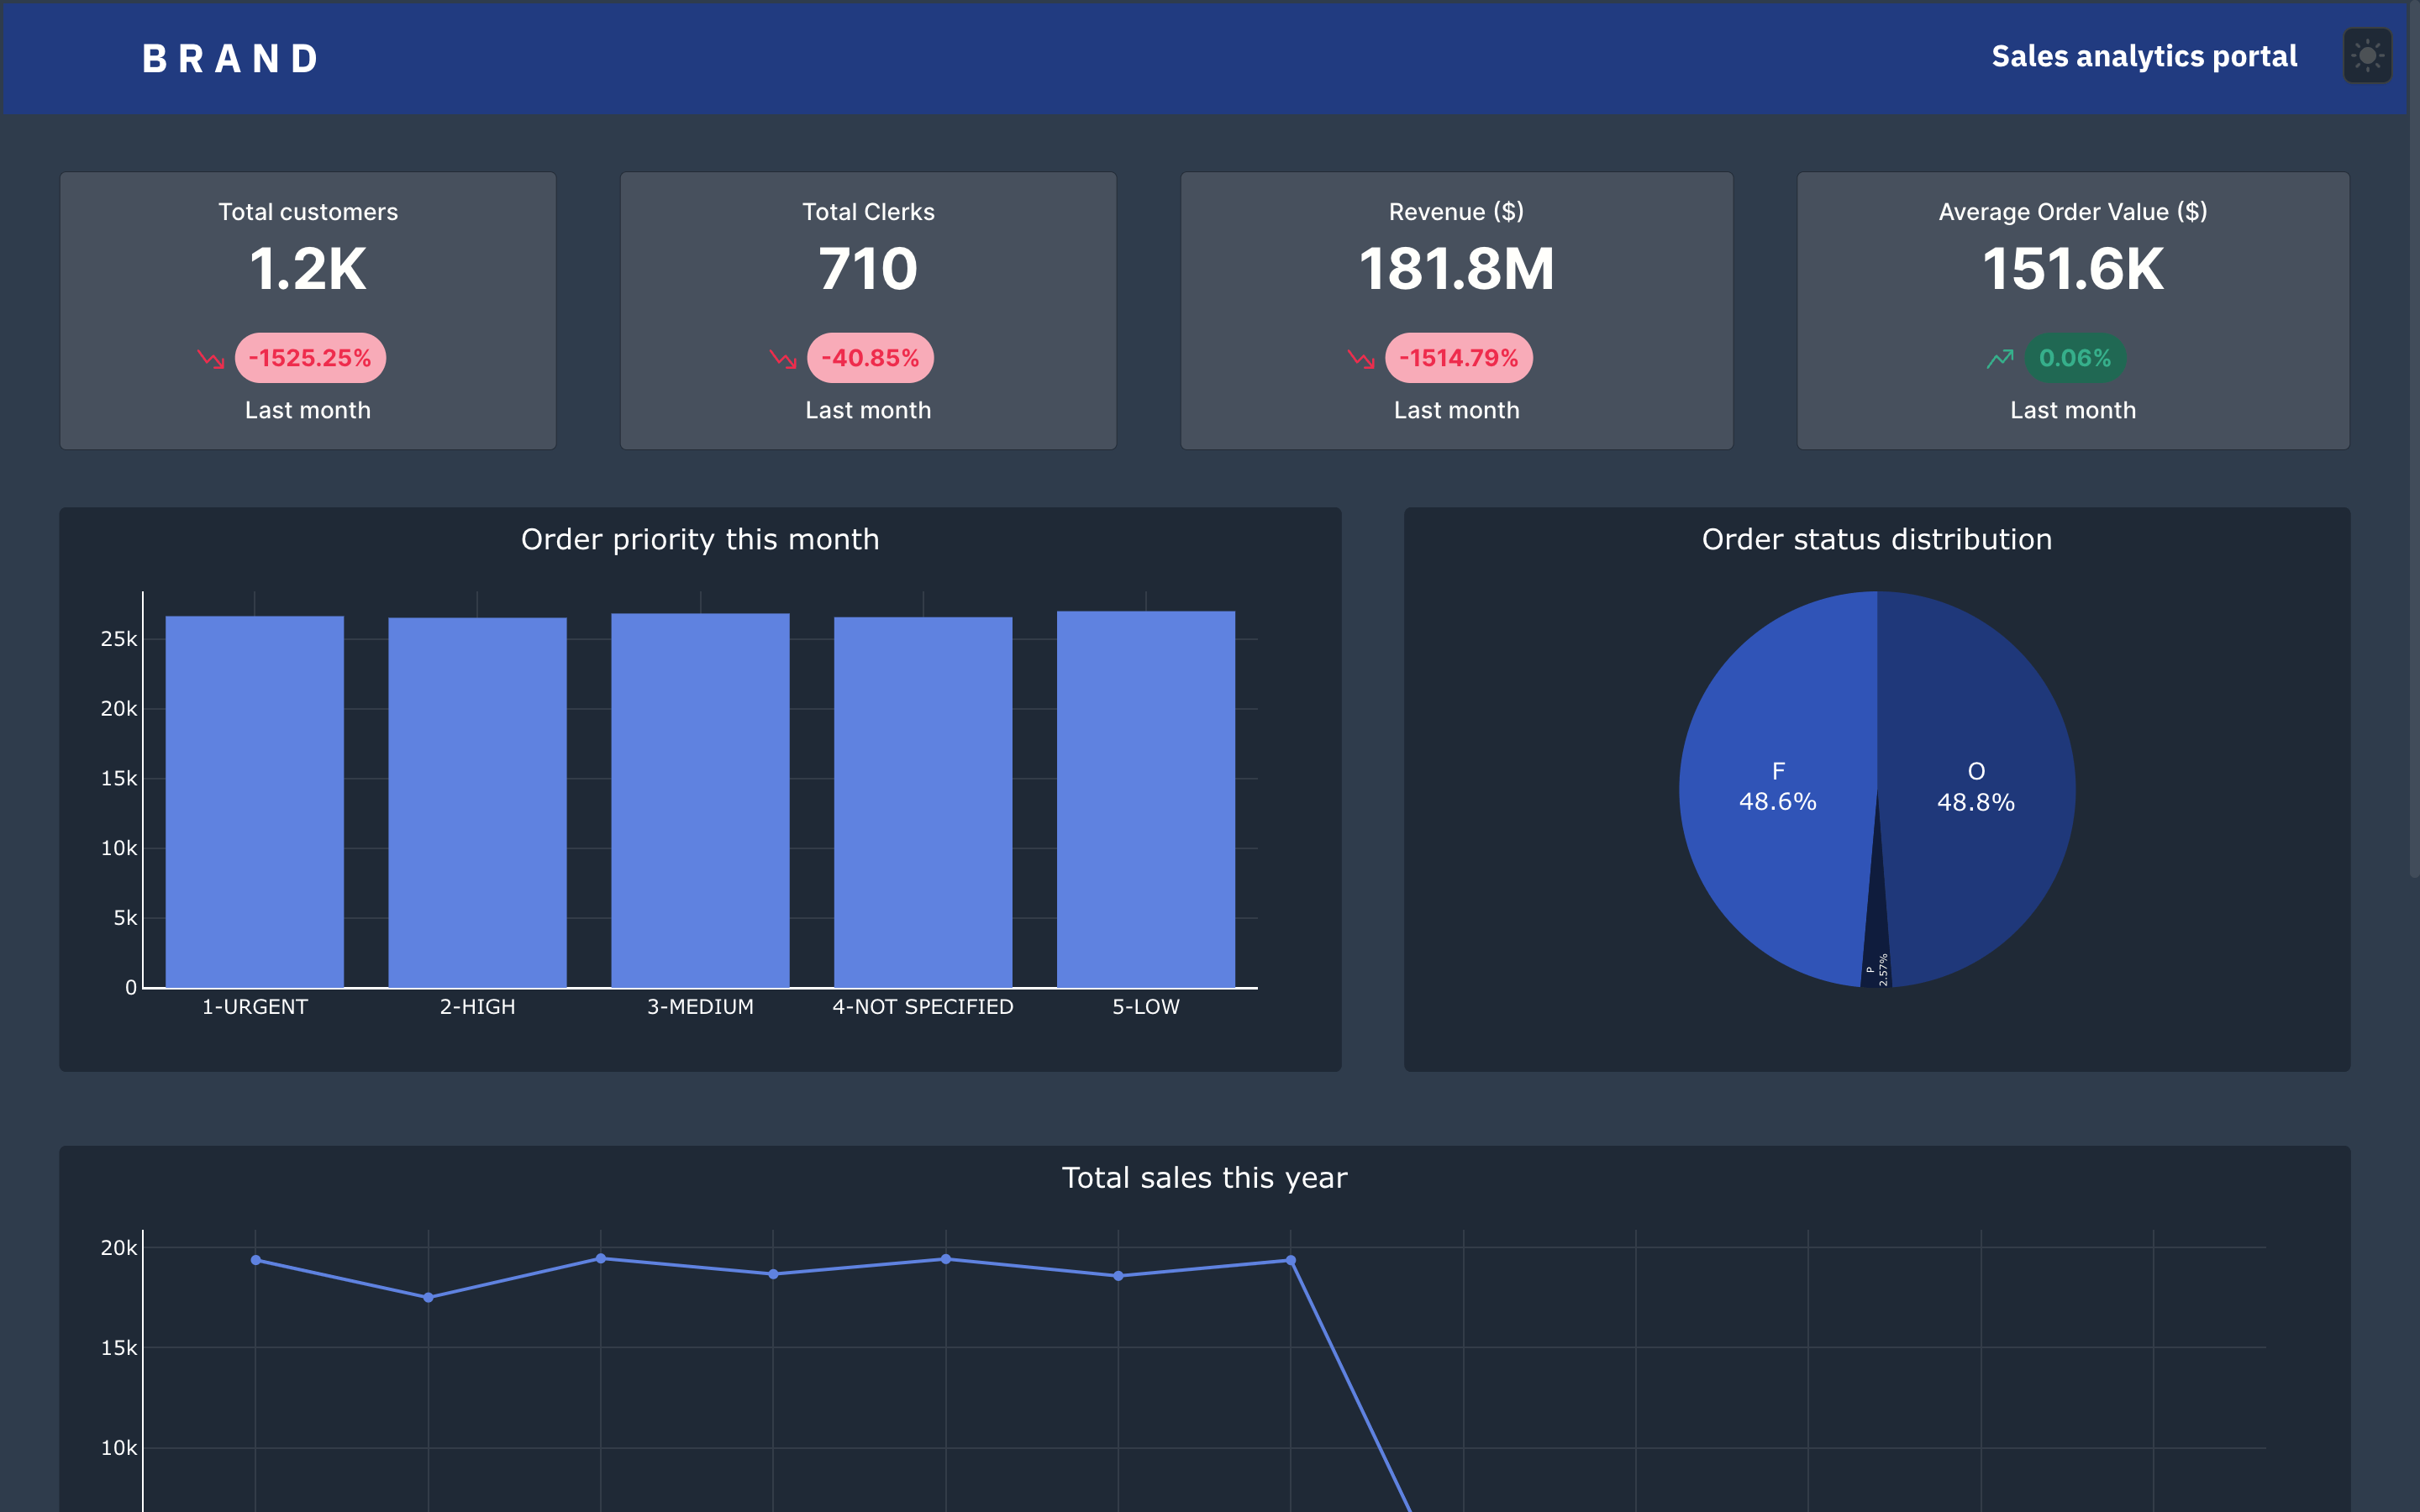 BRAND
Sales analytics portal
Total customers
1.2K
-1525.25%
Last month
Total Clerks
710
-40.85%
Last month
Revenue ($)
181.8M
-1514.79%
Last month
Average Order Value ($)
151.6K
0.06%
Last month
Order priority this month
25k
20k
15k
10k
5k
0
1-URGENT
2-HIGH
3-MEDIUM
4-NOT SPECIFIED
5-LOW
Order status distribution
F
48.6%
O
48.8%
P
2.57%
Total sales this year
20k
15k
10k